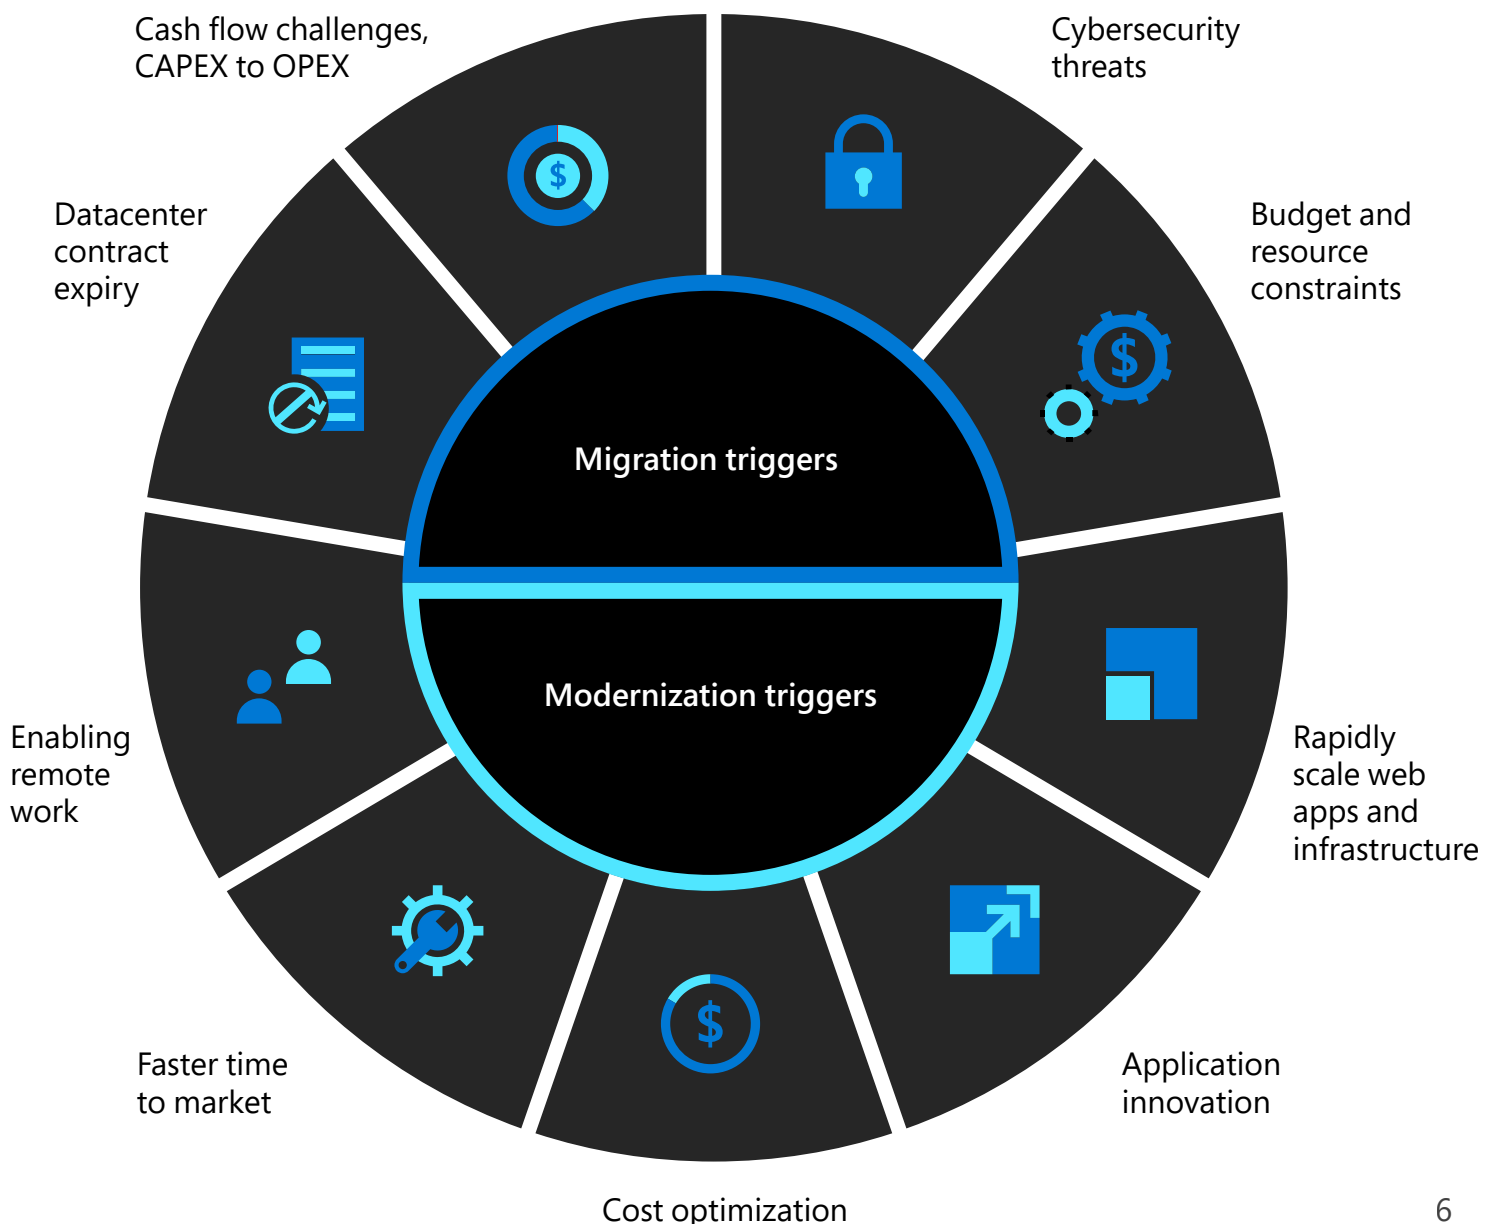 Cash flow challenges,
CAPEX to OPEX
Cybersecurity
threats
Datacenter
contract
expiry
Budget and
resource
constraints
$
$
Migration triggers
Modernization triggers
Enabling
remote
work
Rapidly
scale web
apps and
infrastructure
$
Faster time
to market
Application
innovation
Cost optimization
6